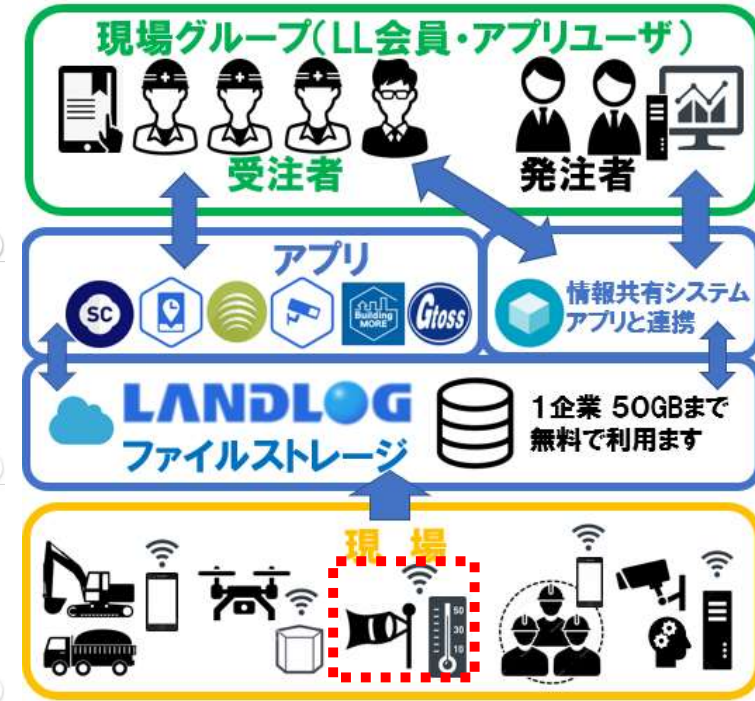 現場グループ(LL会員・アプリユーザ)
受注者
発注者
アプリ
SC
Building
MORE
Gtoss
情報共有システム
アプリと連携
LANDLOG
ファイルストレージ
1企業 50GBまで
無料で利用ます
現場
50
30
10